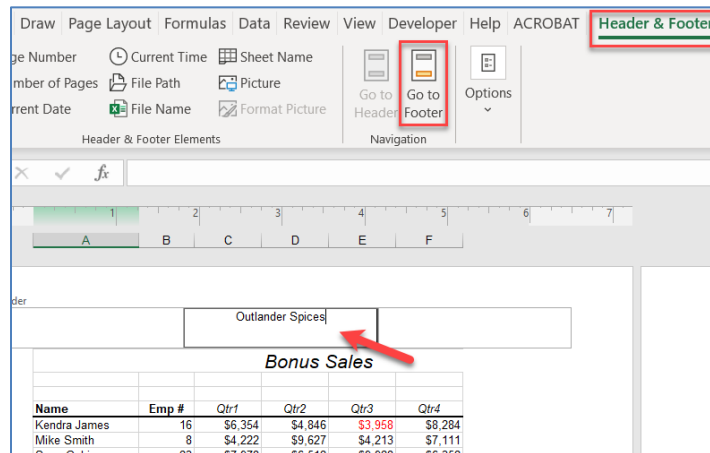 Draw Page Layout Formulas Data Review View Developer Help ACROBAT Header & Footer
ge Number Current Time Sheet Name
mber of Pages File Path Picture
rrent Date File Name Format Picture
Go to Header
Go to Footer
Options
Header & Footer Elements Navigation
fx
1 2 3 4 5 6 7
A B C D E F
der
Outlander Spices
Bonus Sales
Name Emp # Qtr1 Qtr2 Qtr3 Qtr4
Kendra James 16 $6,354 $4,846 $3,958 $8,284
Mike Smith 8 $4,222 $9,627 $4,213 $7,111